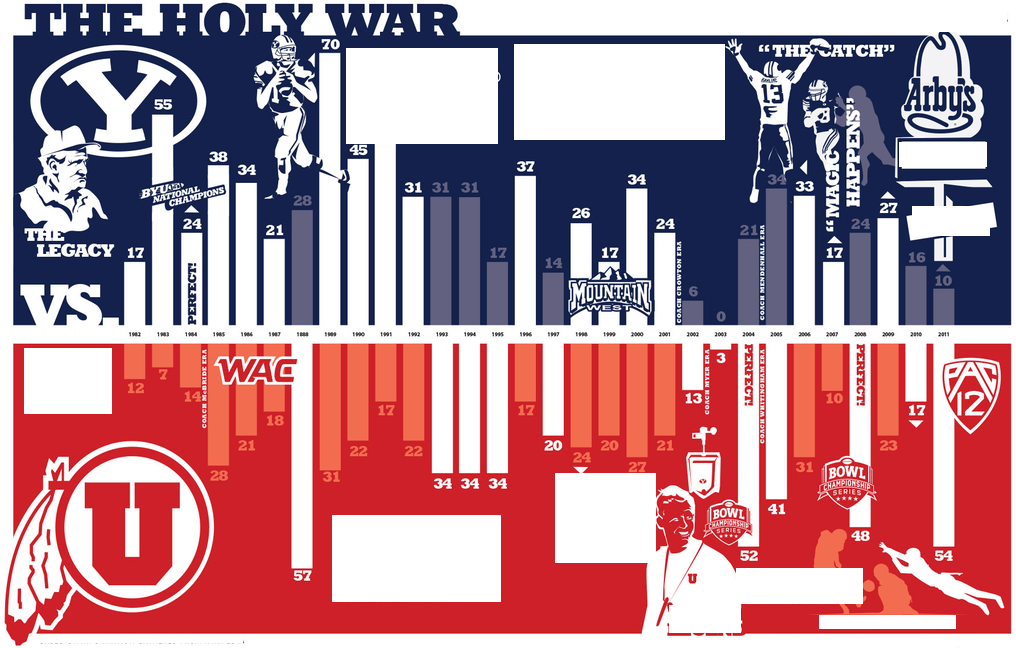 THE HOLY WAR
70
“THE CATCH”
Arby's
55
13
BYU
NATIONAL
CHAMPIONS
38
34
45
31
31
31
37
34
34
33
“MAGIC
HAPPENS”
28
27
THE
LEGACY
24
21
26
24
21
24
17
17
14
17
17
16
10
PERFECT!
COACH CROWTON ERA
COACH MENDENHALL ERA
MOUNTAIN
WEST
6
0
VS.
1982 1983 1984 1985 1986 1987 1988 1989 1990 1991 1992 1993 1994 1995 1996 1997 1998 1999 2000 2001 2002 2003 2004 2005 2006 2007 2008 2009 2010 2011
12
7
14
COACH McBRIDE ERA
WAC
28
21
18
57
31
22
17
22
34
34
34
17
20
24
20
27
21
13
COACH MEYER ERA
3
PERFECT!
COACH WHITTINGHAM ERA
52
41
31
10
PERFECT!
48
23
17
54
PAC
12
U
BOWL
CHAMPIONSHIP
SERIES
BOWL
CHAMPIONSHIP
SERIES
U